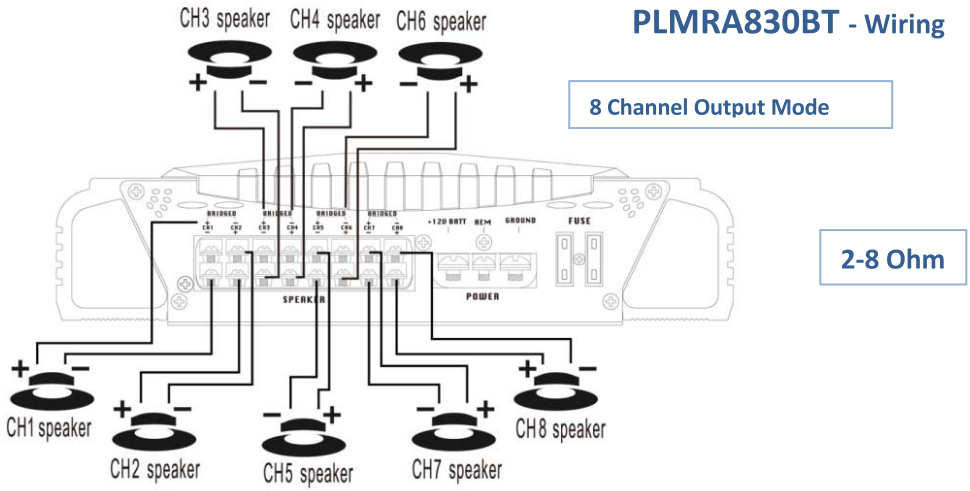 PLMRA830BT - Wiring
CH3 speaker CH4 speaker CH6 speaker
+ - - + - +
8 Channel Output Mode
BRIDGED BRIDGED BRIDGED BRIDGED
+ - + - + - + -
CH1 CH2 CH3 CH4 CH5 CH6 CH7 CH8
- + - + - + - +
+12V BATT REM GROUND FUSE
2-8 Ohm
SPEAKER POWER
+ - + -
CH1 speaker
+ - - + - +
CH8 speaker
CH2 speaker CH5 speaker CH7 speaker